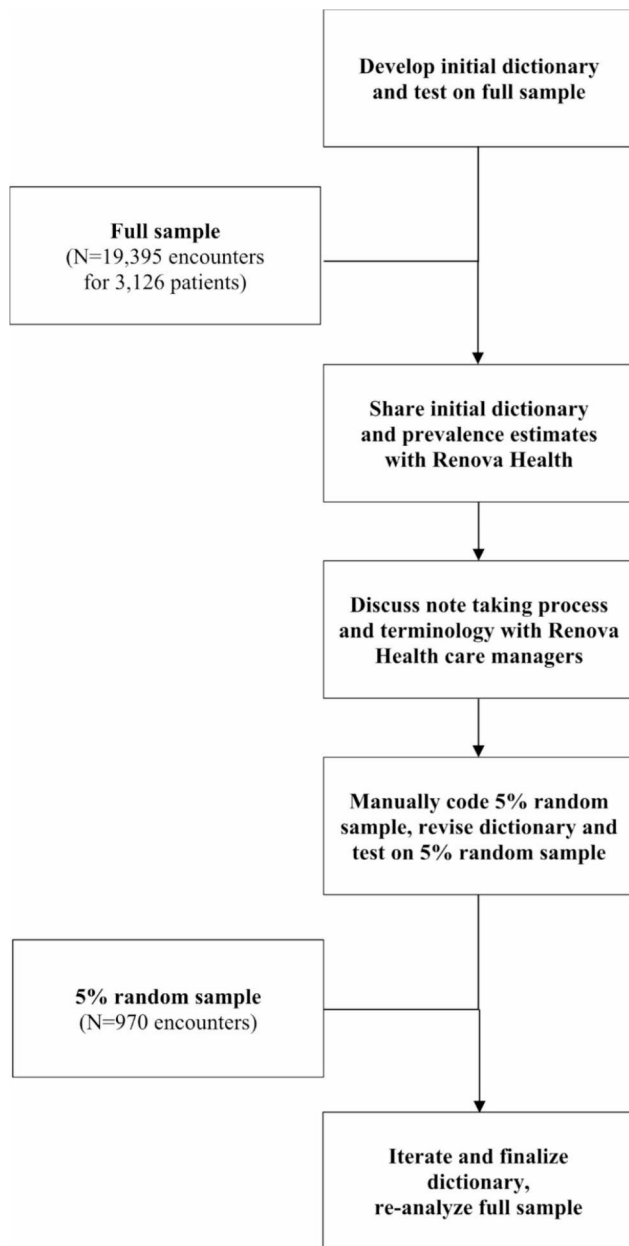 Develop initial dictionary
and test on full sample
Full sample
(N=19,395 encounters
for 3,126 patients)
Share initial dictionary
and prevalence estimates
with Renova Health
Discuss note taking process
and terminology with Renova
Health care managers
Manually code 5% random
sample, revise dictionary and
test on 5% random sample
5% random sample
(N=970 encounters)
Iterate and finalize
dictionary,
re-analyze full sample